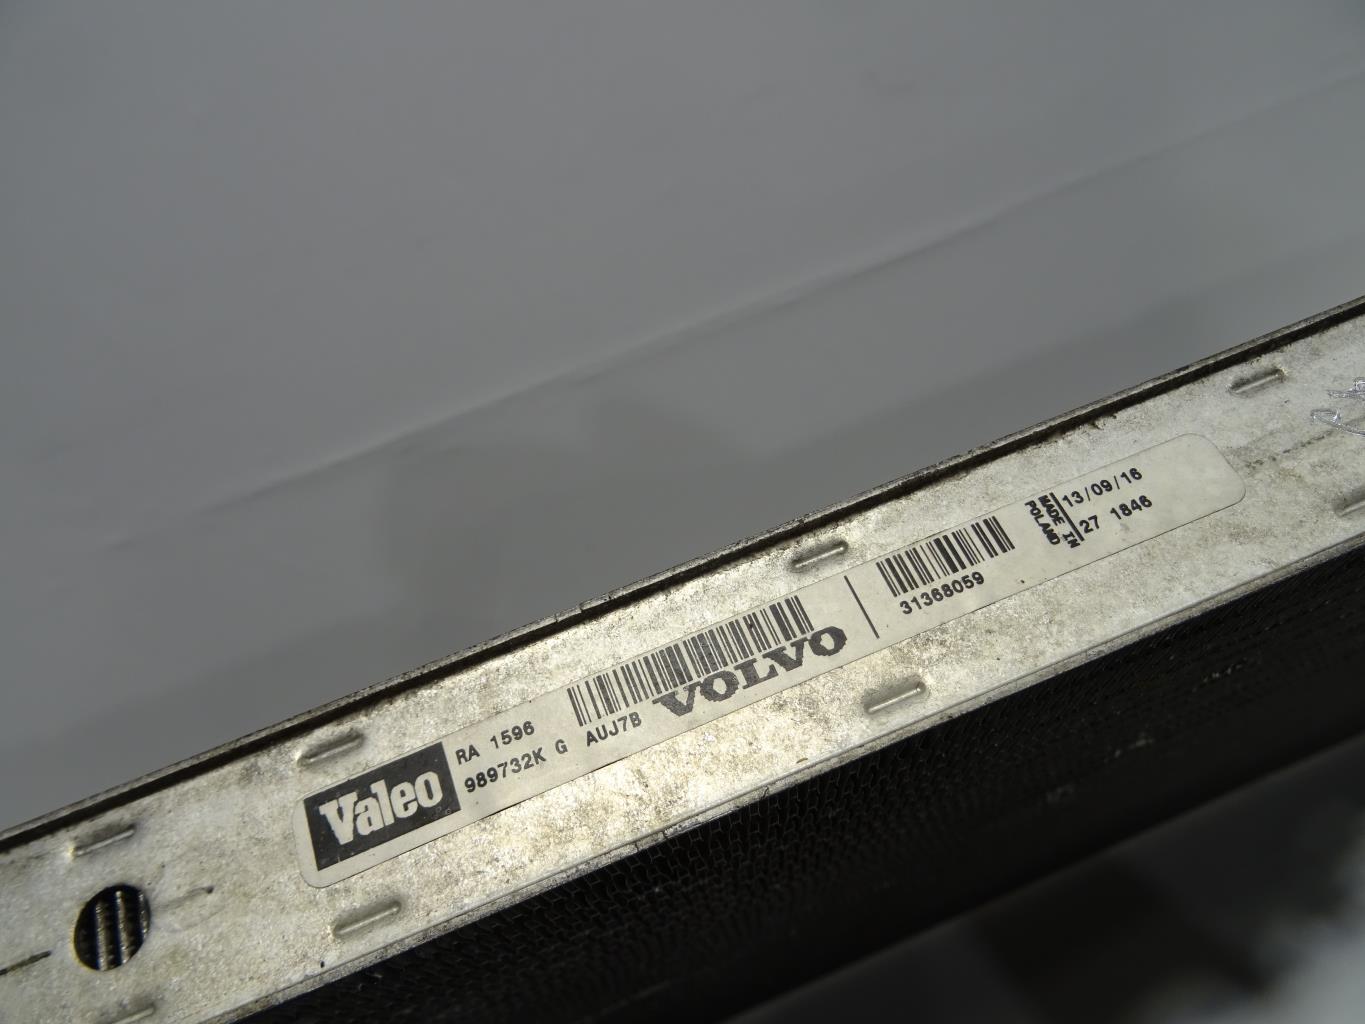 Valeo
RA 1596
989732K G AUJ7B
VOLVO
31368059
MADE IN
POLAND
13/09/16
27 1846